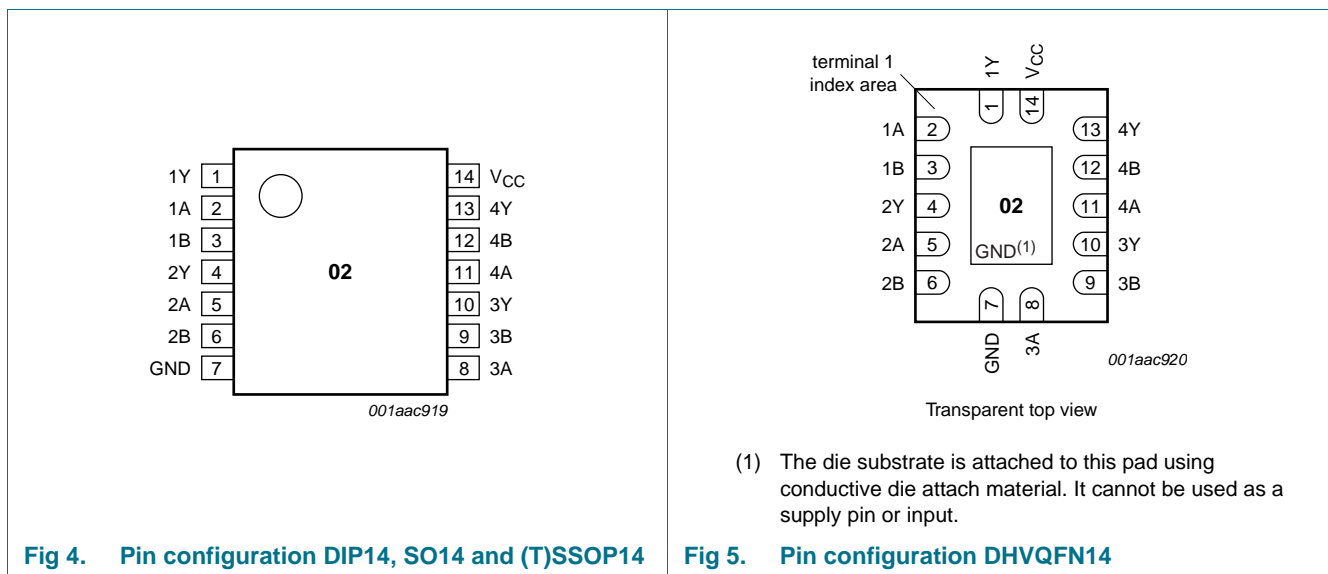 1Y 1 14 VCC
1A 2 13 4Y
1B 3 12 4B
2Y 4 02 11 4A
2A 5 10 3Y
2B 6 9 3B
GND 7 8 3A
001aac919
Fig 4. Pin configuration DIP14, SO14 and (T)SSOP14
terminal 1
index area
1Y VCC
1 14
1A 2 13 4Y
1B 3 12 4B
2Y 4 02 11 4A
2A 5 GND(1) 10 3Y
2B 6 9 3B
7 8
GND 3A
001aac920
Transparent top view
(1) The die substrate is attached to this pad using
conductive die attach material. It cannot be used as a
supply pin or input.
Fig 5. Pin configuration DHVQFN14